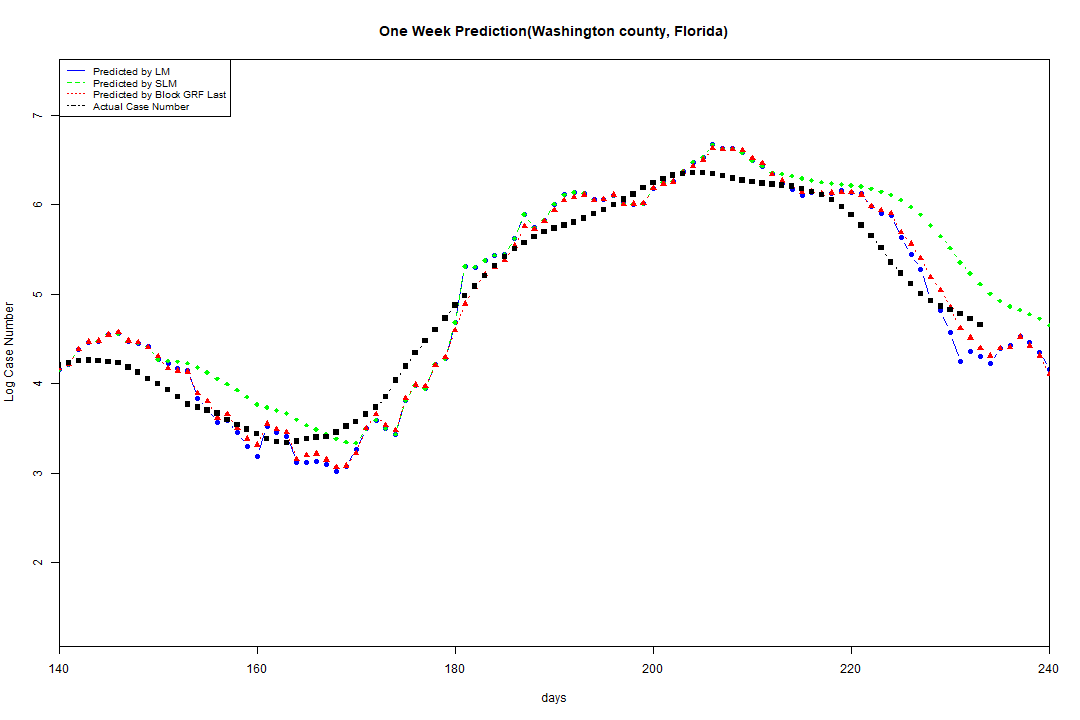 One Week Prediction(Washington county, Florida)
Predicted by LM
Predicted by SLM
Predicted by Block GRF Last
Actual Case Number
7
6
5
4
3
2
Log Case Number
140 160 180 200 220 240
days